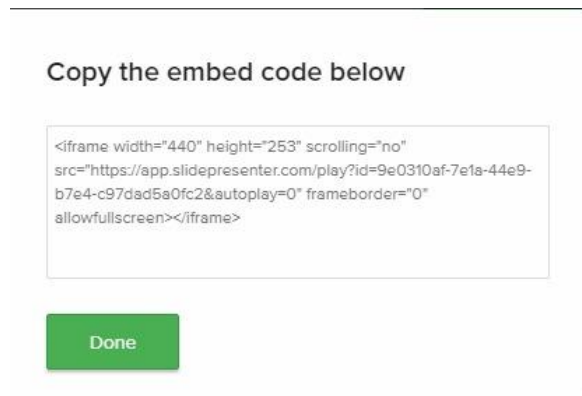 Copy the embed code below
<iframe width="440" height="253" scrolling="no"
src="https://app.slidepresenter.com/play?id=9e0310af-7e1a-44e9-
b7e4-c97dad5a0fc2&autoplay=0" frameborder="0"
allowfullscreen></iframe>
Done